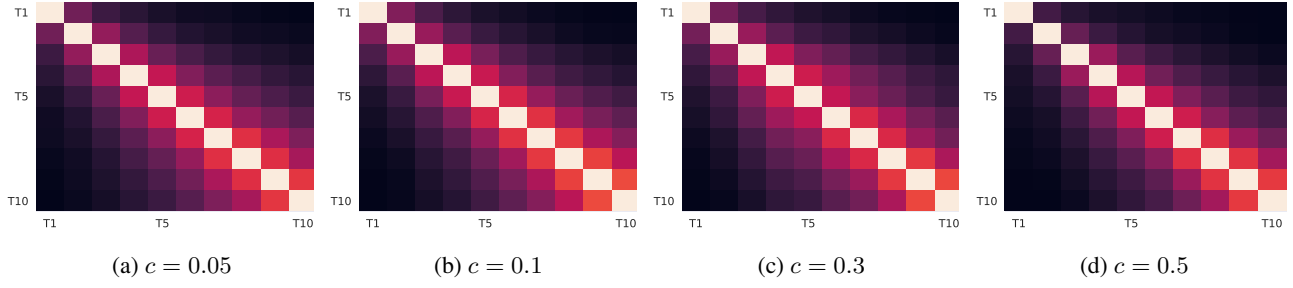 T1
T5
T10
T1
T5
T10
(a) c = 0.05
T1
T5
T10
T1
T5
T10
(b) c = 0.1
T1
T5
T10
T1
T5
T10
(c) c = 0.3
T1
T5
T10
T1
T5
T10
(d) c = 0.5